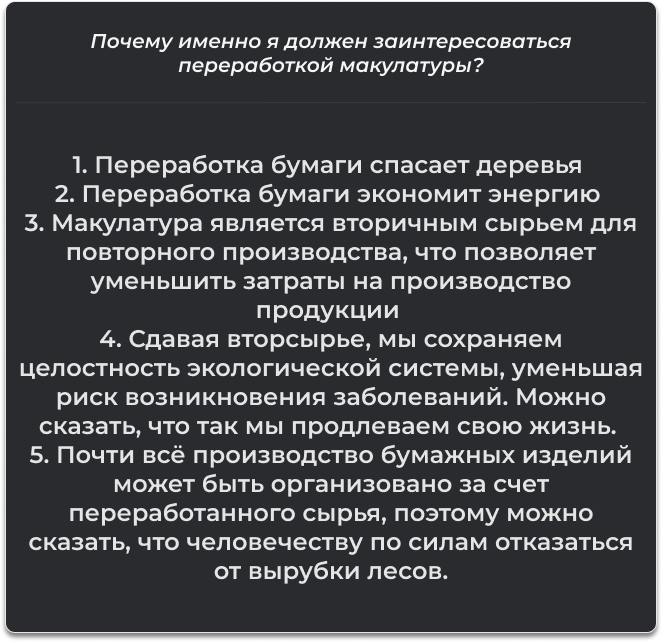 Почему именно я должен заинтересоваться
переработкой макулатуры?
1. Переработка бумаги спасает деревья
2. Переработка бумаги экономит энергию
3. Макулатура является вторичным сырьем для
повторного производства, что позволяет
уменьшить затраты на производство
продукции
4. Сдавая вторсырье, мы сохраняем
целостность экологической системы, уменьшая
риск возникновения заболеваний. Можно
сказать, что так мы продлеваем свою жизнь.
5. Почти всё производство бумажных изделий
может быть организовано за счет
переработанного сырья, поэтому можно
сказать, что человечеству по силам отказаться
от вырубки лесов.